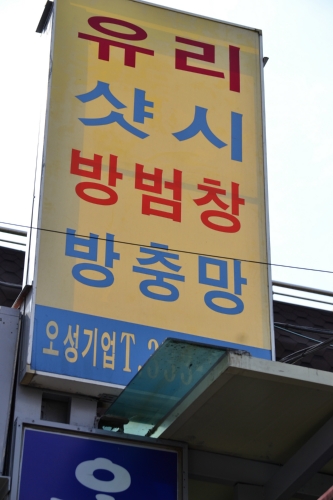 유리
샷시
방범창
방충망
오성기업 T.